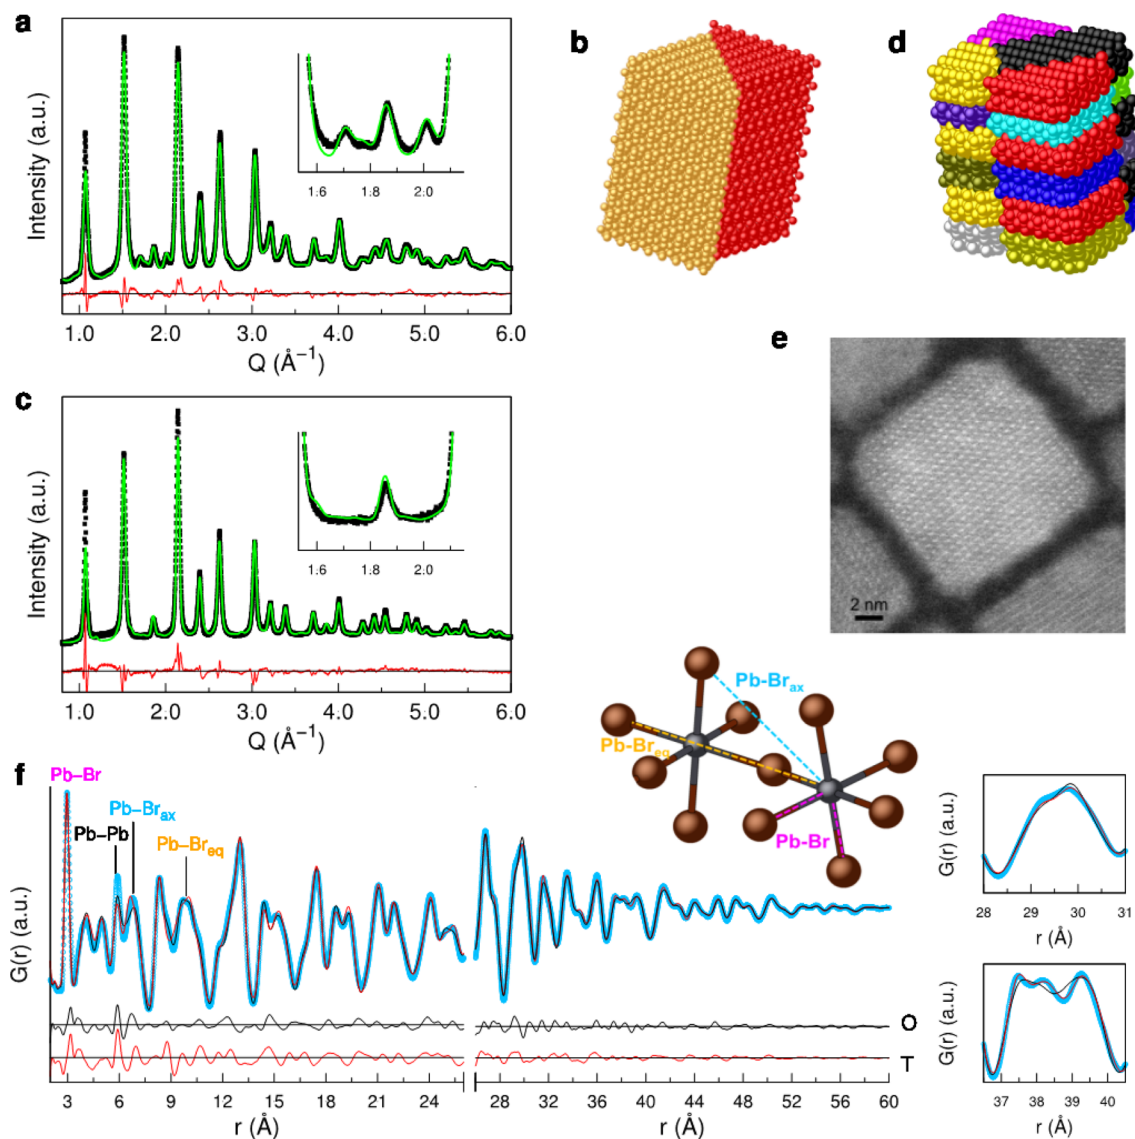 a
Intensity (a.u.)
1.6 1.8 2.0
1:0 2.0 3.0 4.0 5.0 6:0
Q (Å⁻¹)
b
d
c
Intensity (a.u.)
1.6 1.8 2.0
1:0 2.0 3.0 4.0 5.0 6:0
Q (Å⁻¹)
e
2 nm
Pb-Br_ax
Pb-Br_eq
Pb-Br
f
Pb–Br
Pb–Br_ax
Pb–Pb
Pb–Br_eq
G(r) (a.u.)
O
T
3 6 9 12 15 18 21 24
r (Å)
28 32 36 40 44 48 52 56 60
r (Å)
G(r) (a.u.)
28 29 30 31
r (Å)
G(r) (a.u.)
37 38 39 40
r (Å)